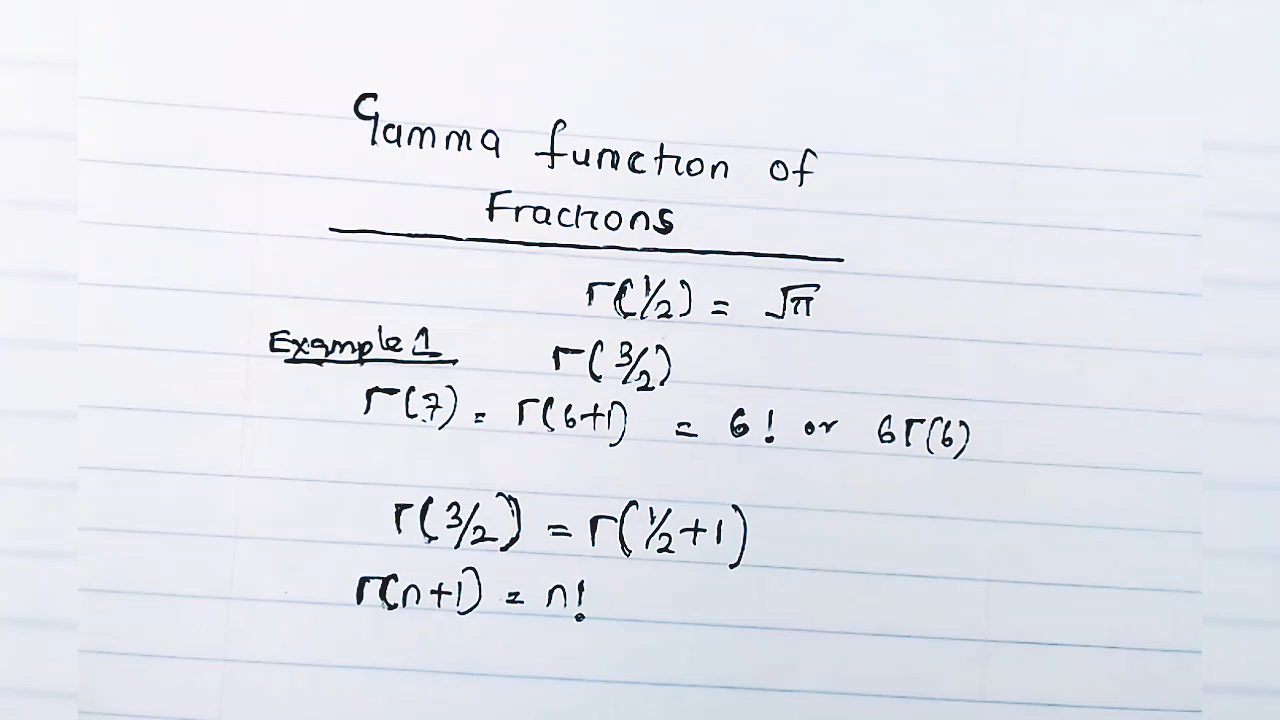 Gamma function of
Fractions
Γ(1/2) = √π
Example 1 Γ(3/2)
Γ(7) = Γ(6+1) = 6! or 6Γ(6)
Γ(3/2) = Γ(1/2+1)
Γ(n+1) = n!